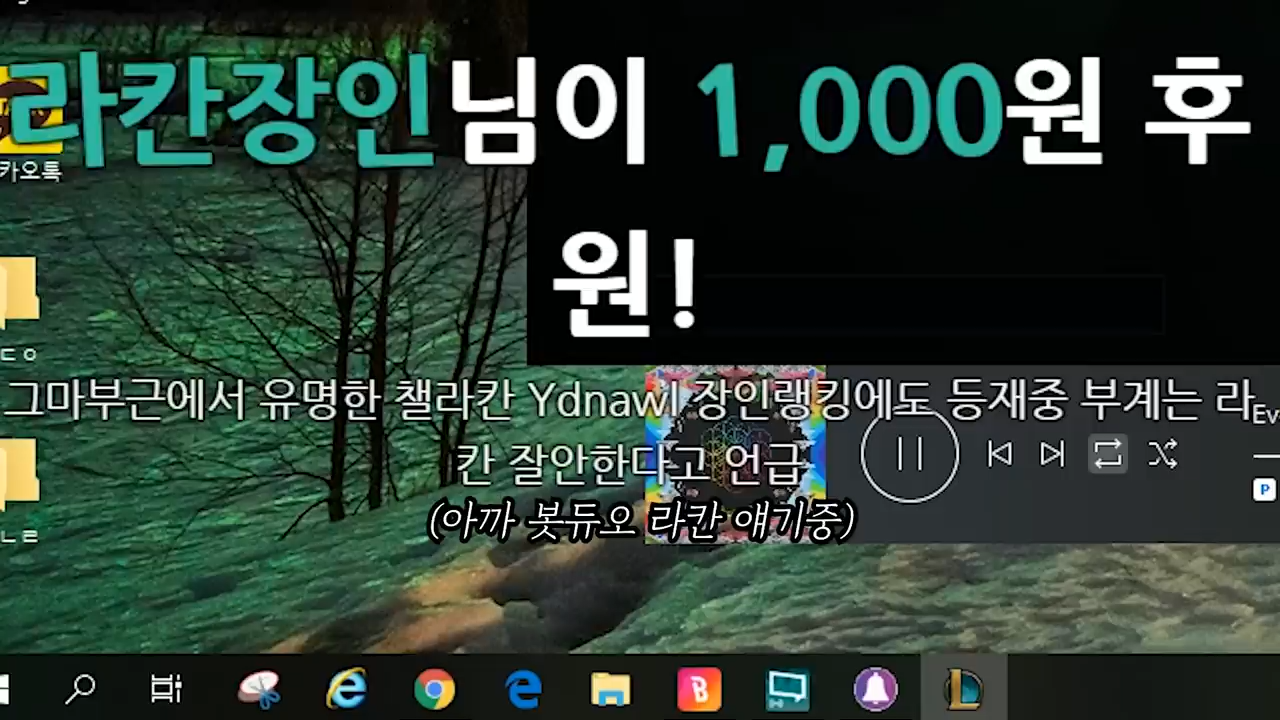 라칸장인님이 1,000원 후
원!
카오톡
ㄷㅇ
그마부근에서 유명한 챌라칸 Ydnawl 장인랭킹에도 등재중 부계는 라
Ev
칸 잘안한다고 언급
(아까 봇듀오 라칸 얘기중)
P
ㄴㄹ